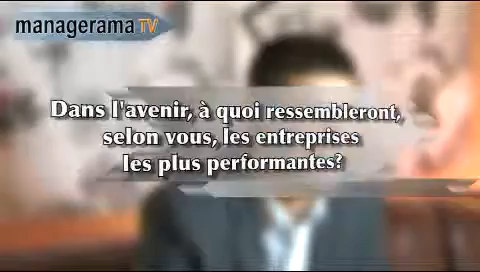 managerama TV
Dans l'avenir, à quoi ressembleront,
selon vous, les entreprises
les plus performantes?